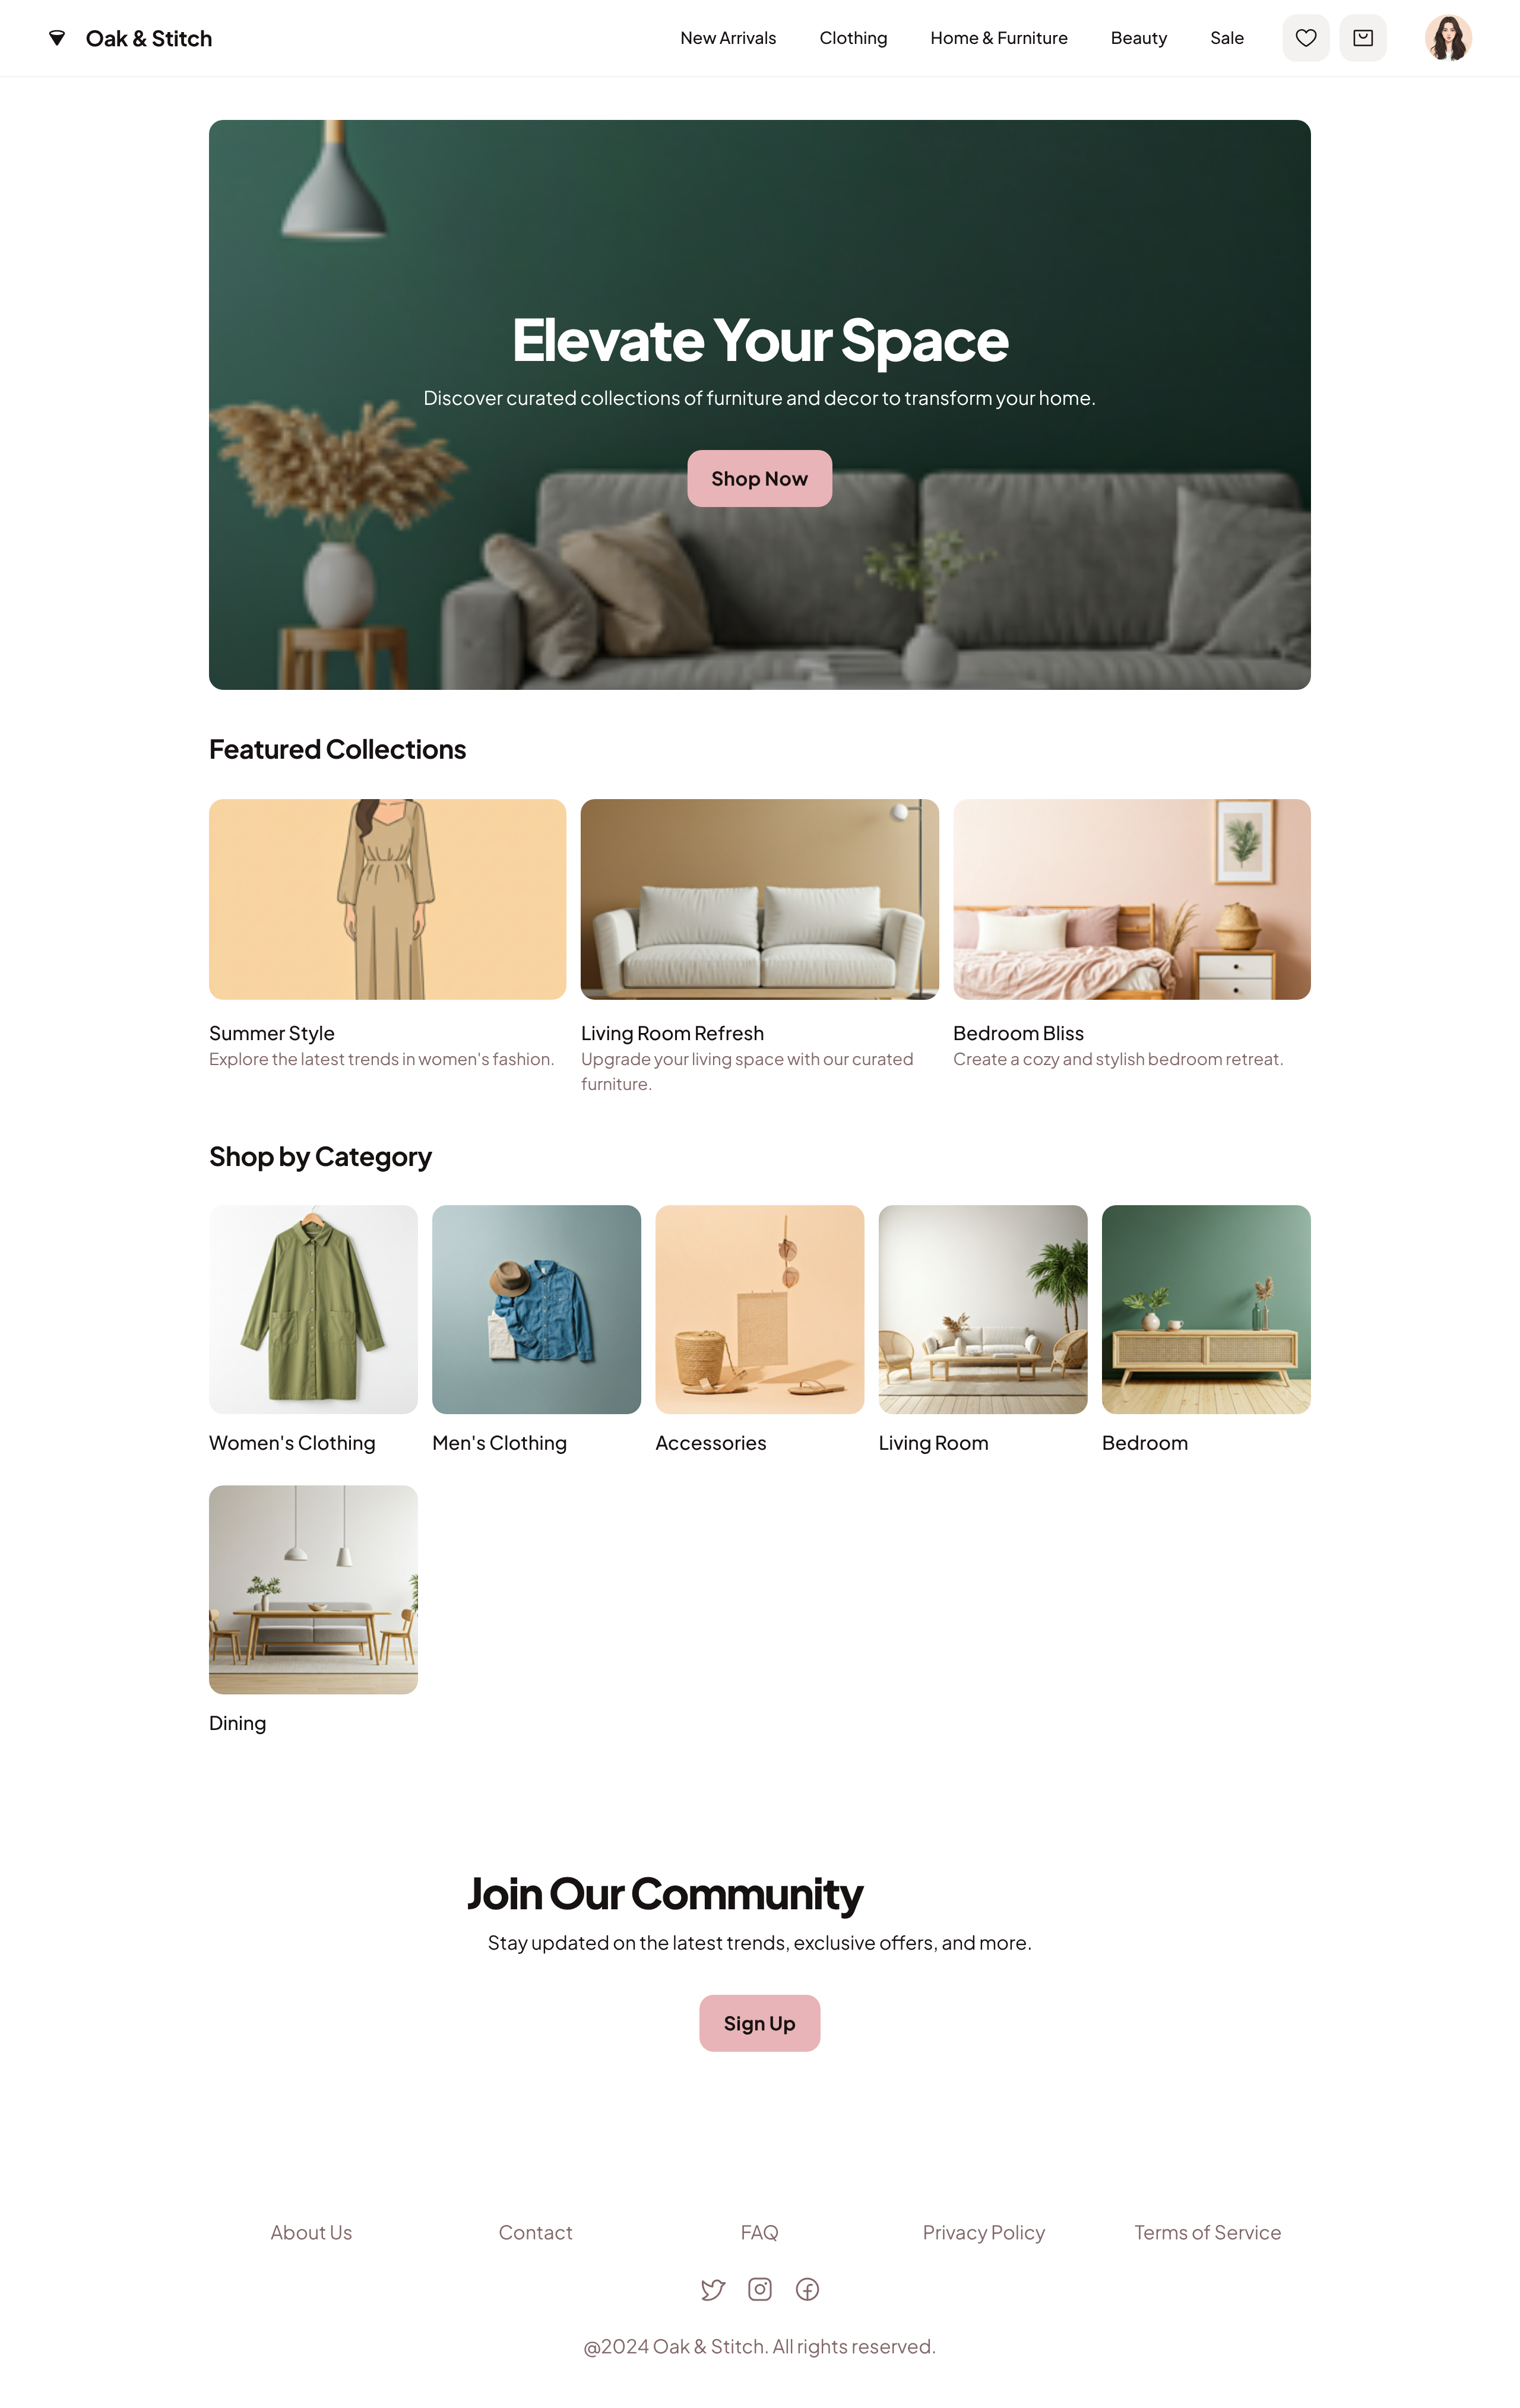 Oak & Stitch
New Arrivals
Clothing
Home & Furniture
Beauty
Sale
Elevate Your Space
Discover curated collections of furniture and decor to transform your home.
Shop Now
Featured Collections
Summer Style
Explore the latest trends in women's fashion.
Living Room Refresh
Upgrade your living space with our curated
furniture.
Bedroom Bliss
Create a cozy and stylish bedroom retreat.
Shop by Category
Women's Clothing
Men's Clothing
Accessories
Living Room
Bedroom
Dining
Join Our Community
Stay updated on the latest trends, exclusive offers, and more.
Sign Up
About Us
Contact
FAQ
Privacy Policy
Terms of Service
@2024 Oak & Stitch. All rights reserved.